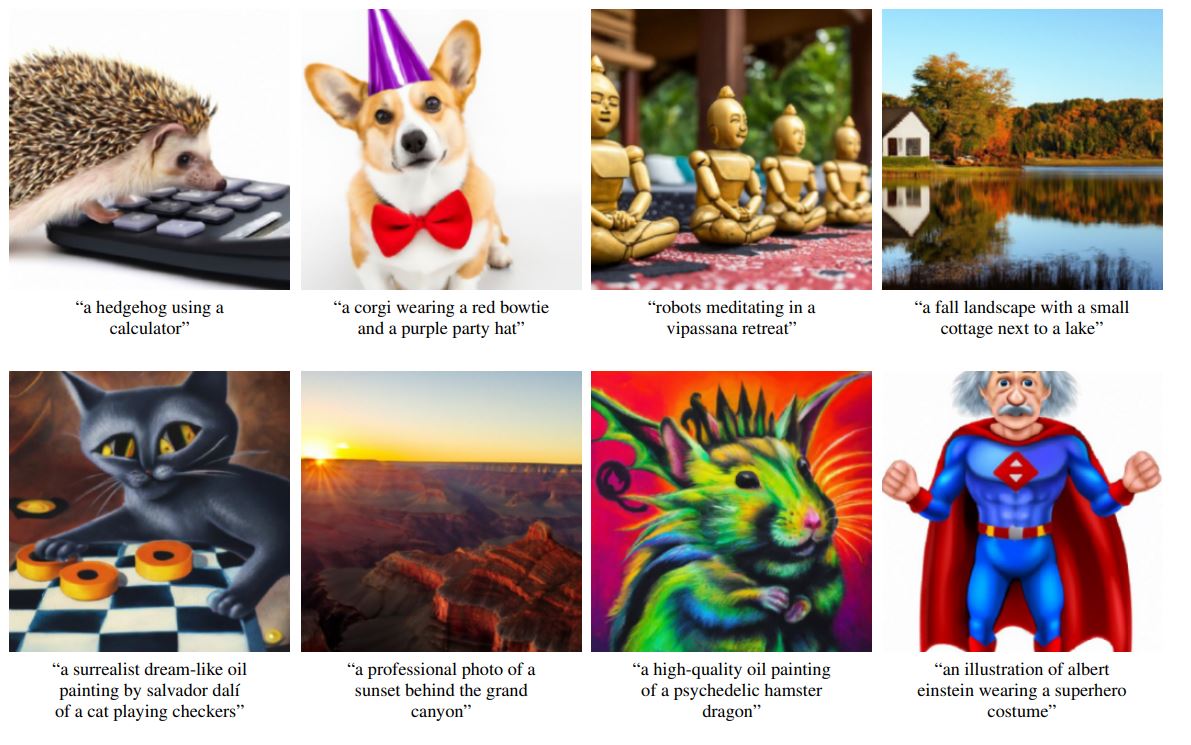 “a hedgehog using a
calculator”
“a corgi wearing a red bowtie
and a purple party hat”
“robots meditating in a
vipassana retreat”
“a fall landscape with a small
cottage next to a lake”
“a surrealist dream-like oil
painting by salvador dalí
of a cat playing checkers”
“a professional photo of a
sunset behind the grand
canyon”
“a high-quality oil painting
of a psychedelic hamster
dragon”
“an illustration of albert
einstein wearing a superhero
costume”